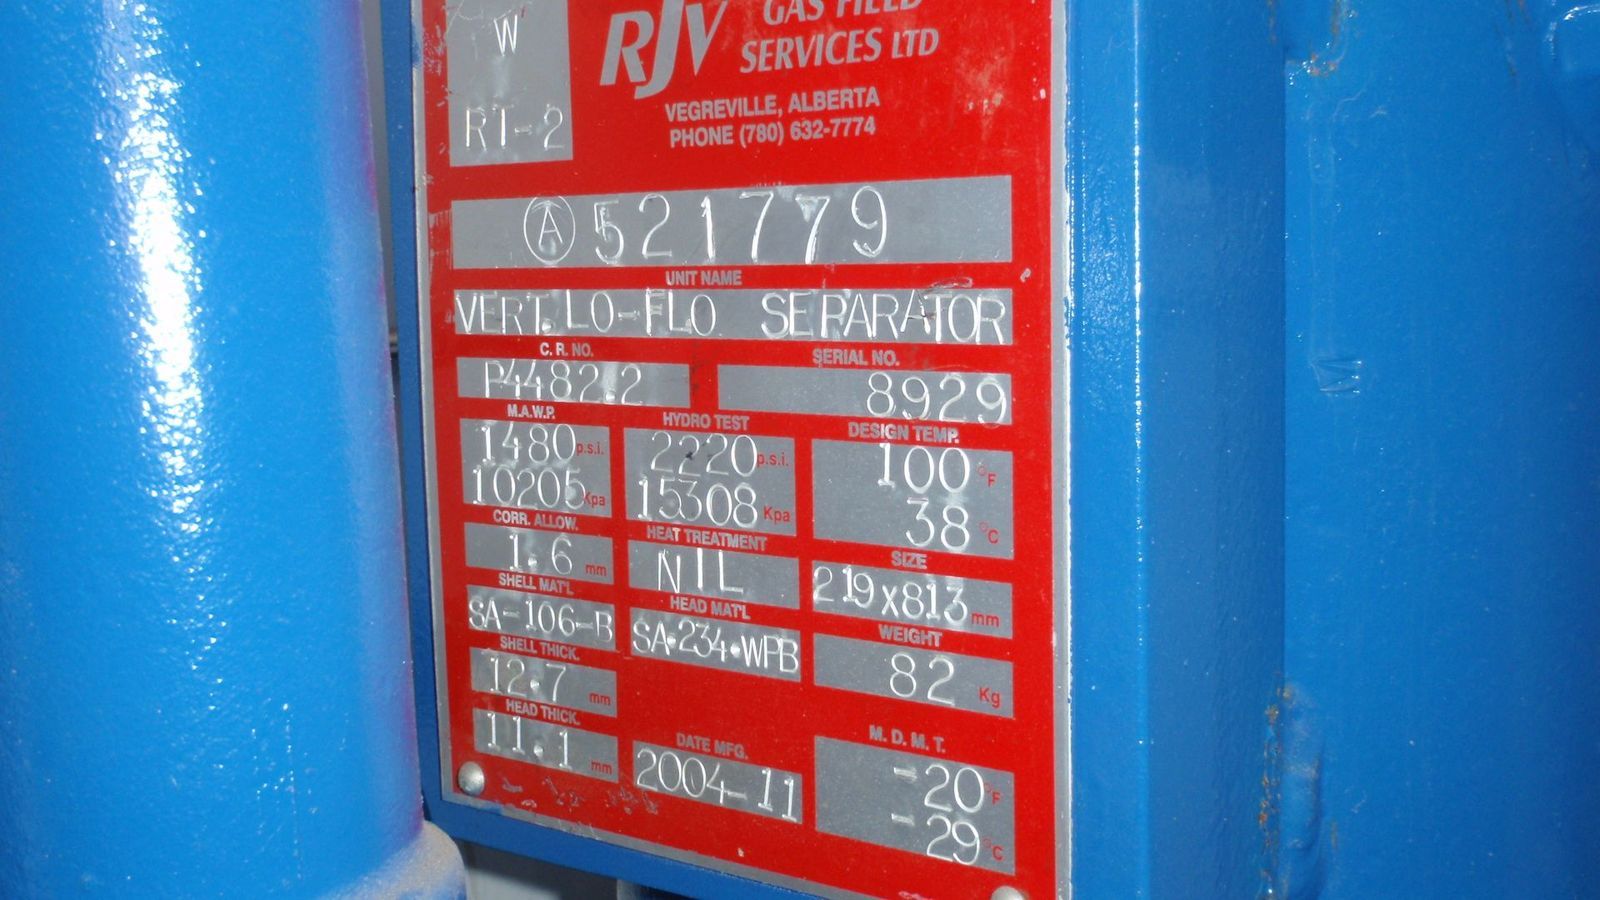 W
RT-2
RJV GAS FIELD
SERVICES LTD
VEGREVILLE, ALBERTA
PHONE (780) 632-7774
Ⓐ 521779
UNIT NAME
VERT. LO-FLO SEPARATOR
C. R. NO. SERIAL NO.
P4482.2 8929
M.A.W.P. HYDRO TEST DESIGN TEMP.
1480 p.s.i. 2220 p.s.i. 100 °F
10205 Kpa 15308 Kpa 38 °C
CORR. ALLOW. HEAT TREATMENT SIZE
1.6 mm NIL 219x813 mm
SHELL MAT'L HEAD MAT'L WEIGHT
SA-106-B SA•234•WPB 82 Kg
SHELL THICK.
12.7 mm
HEAD THICK. DATE MFG. M. D. M. T.
11.1 mm 2004-11 -20 °F
-29 °C